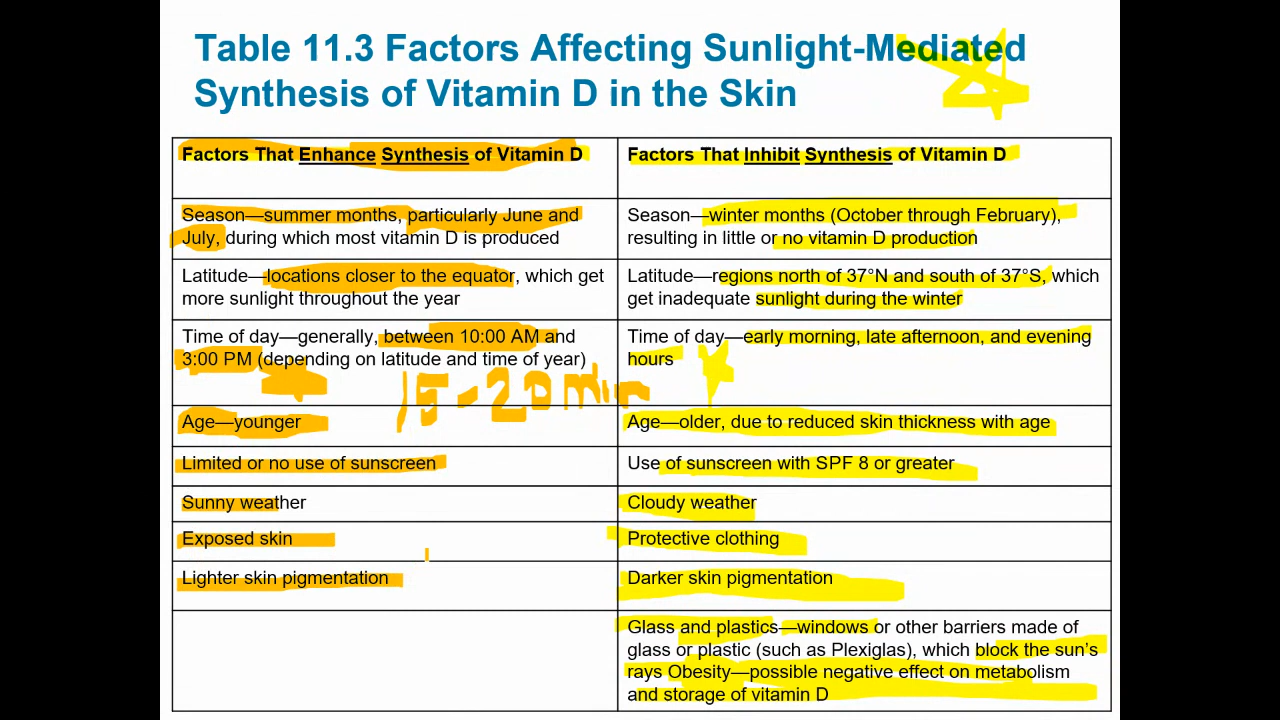 Table 11.3 Factors Affecting Sunlight-Mediated
Synthesis of Vitamin D in the Skin
Factors That Enhance Synthesis of Vitamin D
Factors That Inhibit Synthesis of Vitamin D
Season—summer months, particularly June and
July, during which most vitamin D is produced
Season—winter months (October through February),
resulting in little or no vitamin D production
Latitude—locations closer to the equator, which get
more sunlight throughout the year
Latitude—regions north of 37°N and south of 37°S, which
get inadequate sunlight during the winter
Time of day—generally, between 10:00 AM and
3:00 PM (depending on latitude and time of year)
15-20 min
Time of day—early morning, late afternoon, and evening
hours
Age—younger
Age—older, due to reduced skin thickness with age
Limited or no use of sunscreen
Use of sunscreen with SPF 8 or greater
Sunny weather
Cloudy weather
Exposed skin
Protective clothing
Lighter skin pigmentation
Darker skin pigmentation
Glass and plastics—windows or other barriers made of
glass or plastic (such as Plexiglas), which block the sun's
rays Obesity—possible negative effect on metabolism
and storage of vitamin D